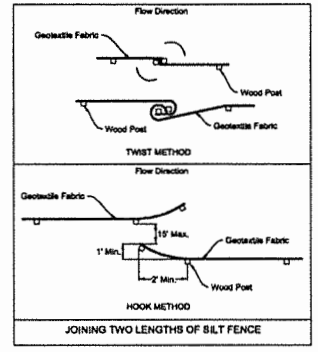 Flow Direction
Geotextile Fabric
Wood Post
Wood Post
Geotextile Fabric
TWIST METHOD
Flow Direction
Geotextile Fabric
15' Max.
1' Min.
Geotextile Fabric
2' Min.
Wood Post
HOOK METHOD
JOINING TWO LENGTHS OF SILT FENCE